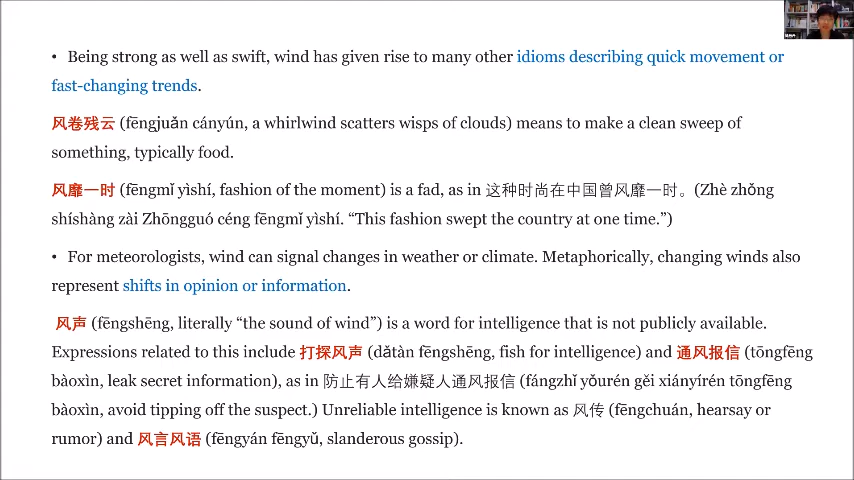 • Being strong as well as swift, wind has given rise to many other idioms describing quick movement or
fast-changing trends.
风卷残云 (fēngjuǎn cányún, a whirlwind scatters wisps of clouds) means to make a clean sweep of
something, typically food.
风靡一时 (fēngmǐ yìshí, fashion of the moment) is a fad, as in 这种时尚在中国曾风靡一时。(Zhè zhǒng
shíshàng zài Zhōngguó céng fēngmǐ yìshí. “This fashion swept the country at one time.”)
• For meteorologists, wind can signal changes in weather or climate. Metaphorically, changing winds also
represent shifts in opinion or information.
风声 (fēngshēng, literally “the sound of wind”) is a word for intelligence that is not publicly available.
Expressions related to this include 打探风声 (dǎtàn fēngshēng, fish for intelligence) and 通风报信 (tōngfēng
bàoxìn, leak secret information), as in 防止有人给嫌疑人通风报信 (fángzhǐ yǒurén gěi xiányírén tōngfēng
bàoxìn, avoid tipping off the suspect.) Unreliable intelligence is known as 风传 (fēngchuán, hearsay or
rumor) and 风言风语 (fēngyán fēngyǔ, slanderous gossip).